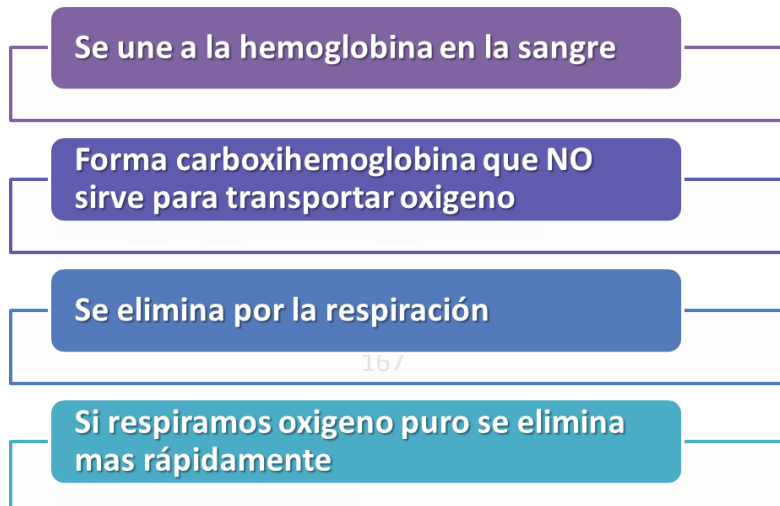 Se une a la hemoglobina en la sangre
Forma carboxihemoglobina que NO
sirve para transportar oxigeno
Se elimina por la respiración
167
Si respiramos oxigeno puro se elimina
mas rápidamente